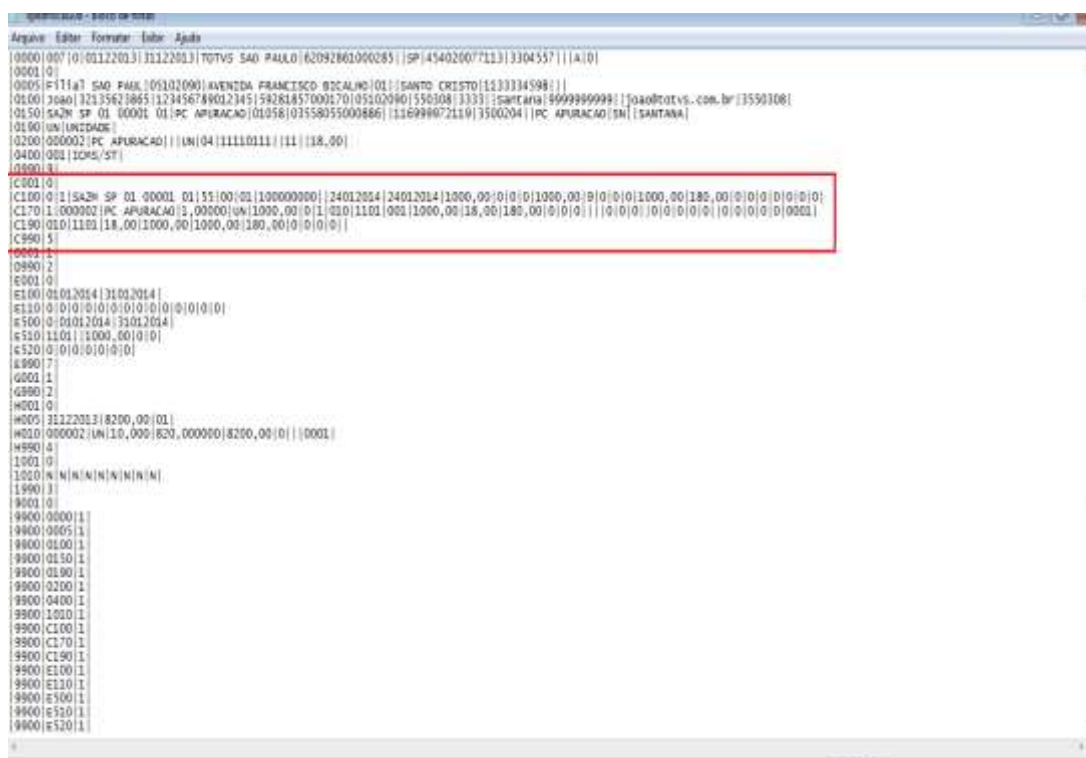 Arquivo Editar Formatar Exibir Ajuda
|0000|007|0|01122013|31122013|TOTVS SAO PAULO|62092861000285||SP|454020077113|3304557|||A|0|
|0001|0|
|0005|Filial SAO PAUL|05102090|AVENIDA FRANCISCO BICALHO|01||SANTO CRISTO|1133334598|||
|0100|Joao|32135623865|123456789012345|59281857000170|05102090|550308|3333||Santana|9999999999||joao@totvs.com.br|3550308|
|0150|SAZM SP 01 00001 01|PC APURACAO|01058|03558055000886||116999972119|3500204||PC APURACAO|SN||SANTANA|
|0190|UN|UNIDADE|
|0200|000002|PC APURACAO|||UN|04|11110111||11||18,00|
|0400|001|ICMS/ST|
|0990|9|
|C001|0|
|C100|0|1|SAZM SP 01 00001 01|55|00|01|100000000||24012014|24012014|1000,00|0|0|0|1000,00|9|0|0|0|1000,00|180,00|0|0|0|0|0|0|0|
|C170|1|000002|PC APURACAO|1,00000|UN|1000,00|0|1|010|1101|001|1000,00|18,00|180,00|0|0|0||||0|0|0||0|0|0|0|0||0|0|0|0|0|0001|
|C190|010|1101|18,00|1000,00|1000,00|180,00|0|0|0|0||
|C990|5|
|D001|1|
|D990|2|
|E001|0|
|E100|01012014|31012014|
|E110|0|0|0|0|0|0|0|0|0|0|0|0|0|0|
|E500|0|01012014|31012014|
|E510|1101||1000,00|0|0|
|E520|0|0|0|0|0|0|0|
|E990|7|
|G001|1|
|G990|2|
|H001|0|
|H005|31122013|8200,00|01|
|H010|000002|UN|10,000|820,000000|8200,00|0|||0001|
|H990|4|
|1001|0|
|1010|N|N|N|N|N|N|N|N|
|1990|3|
|9001|0|
|9900|0000|1|
|9900|0005|1|
|9900|0100|1|
|9900|0150|1|
|9900|0190|1|
|9900|0200|1|
|9900|0400|1|
|9900|1010|1|
|9900|C100|1|
|9900|C170|1|
|9900|C190|1|
|9900|E100|1|
|9900|E110|1|
|9900|E500|1|
|9900|E510|1|
|9900|E520|1|